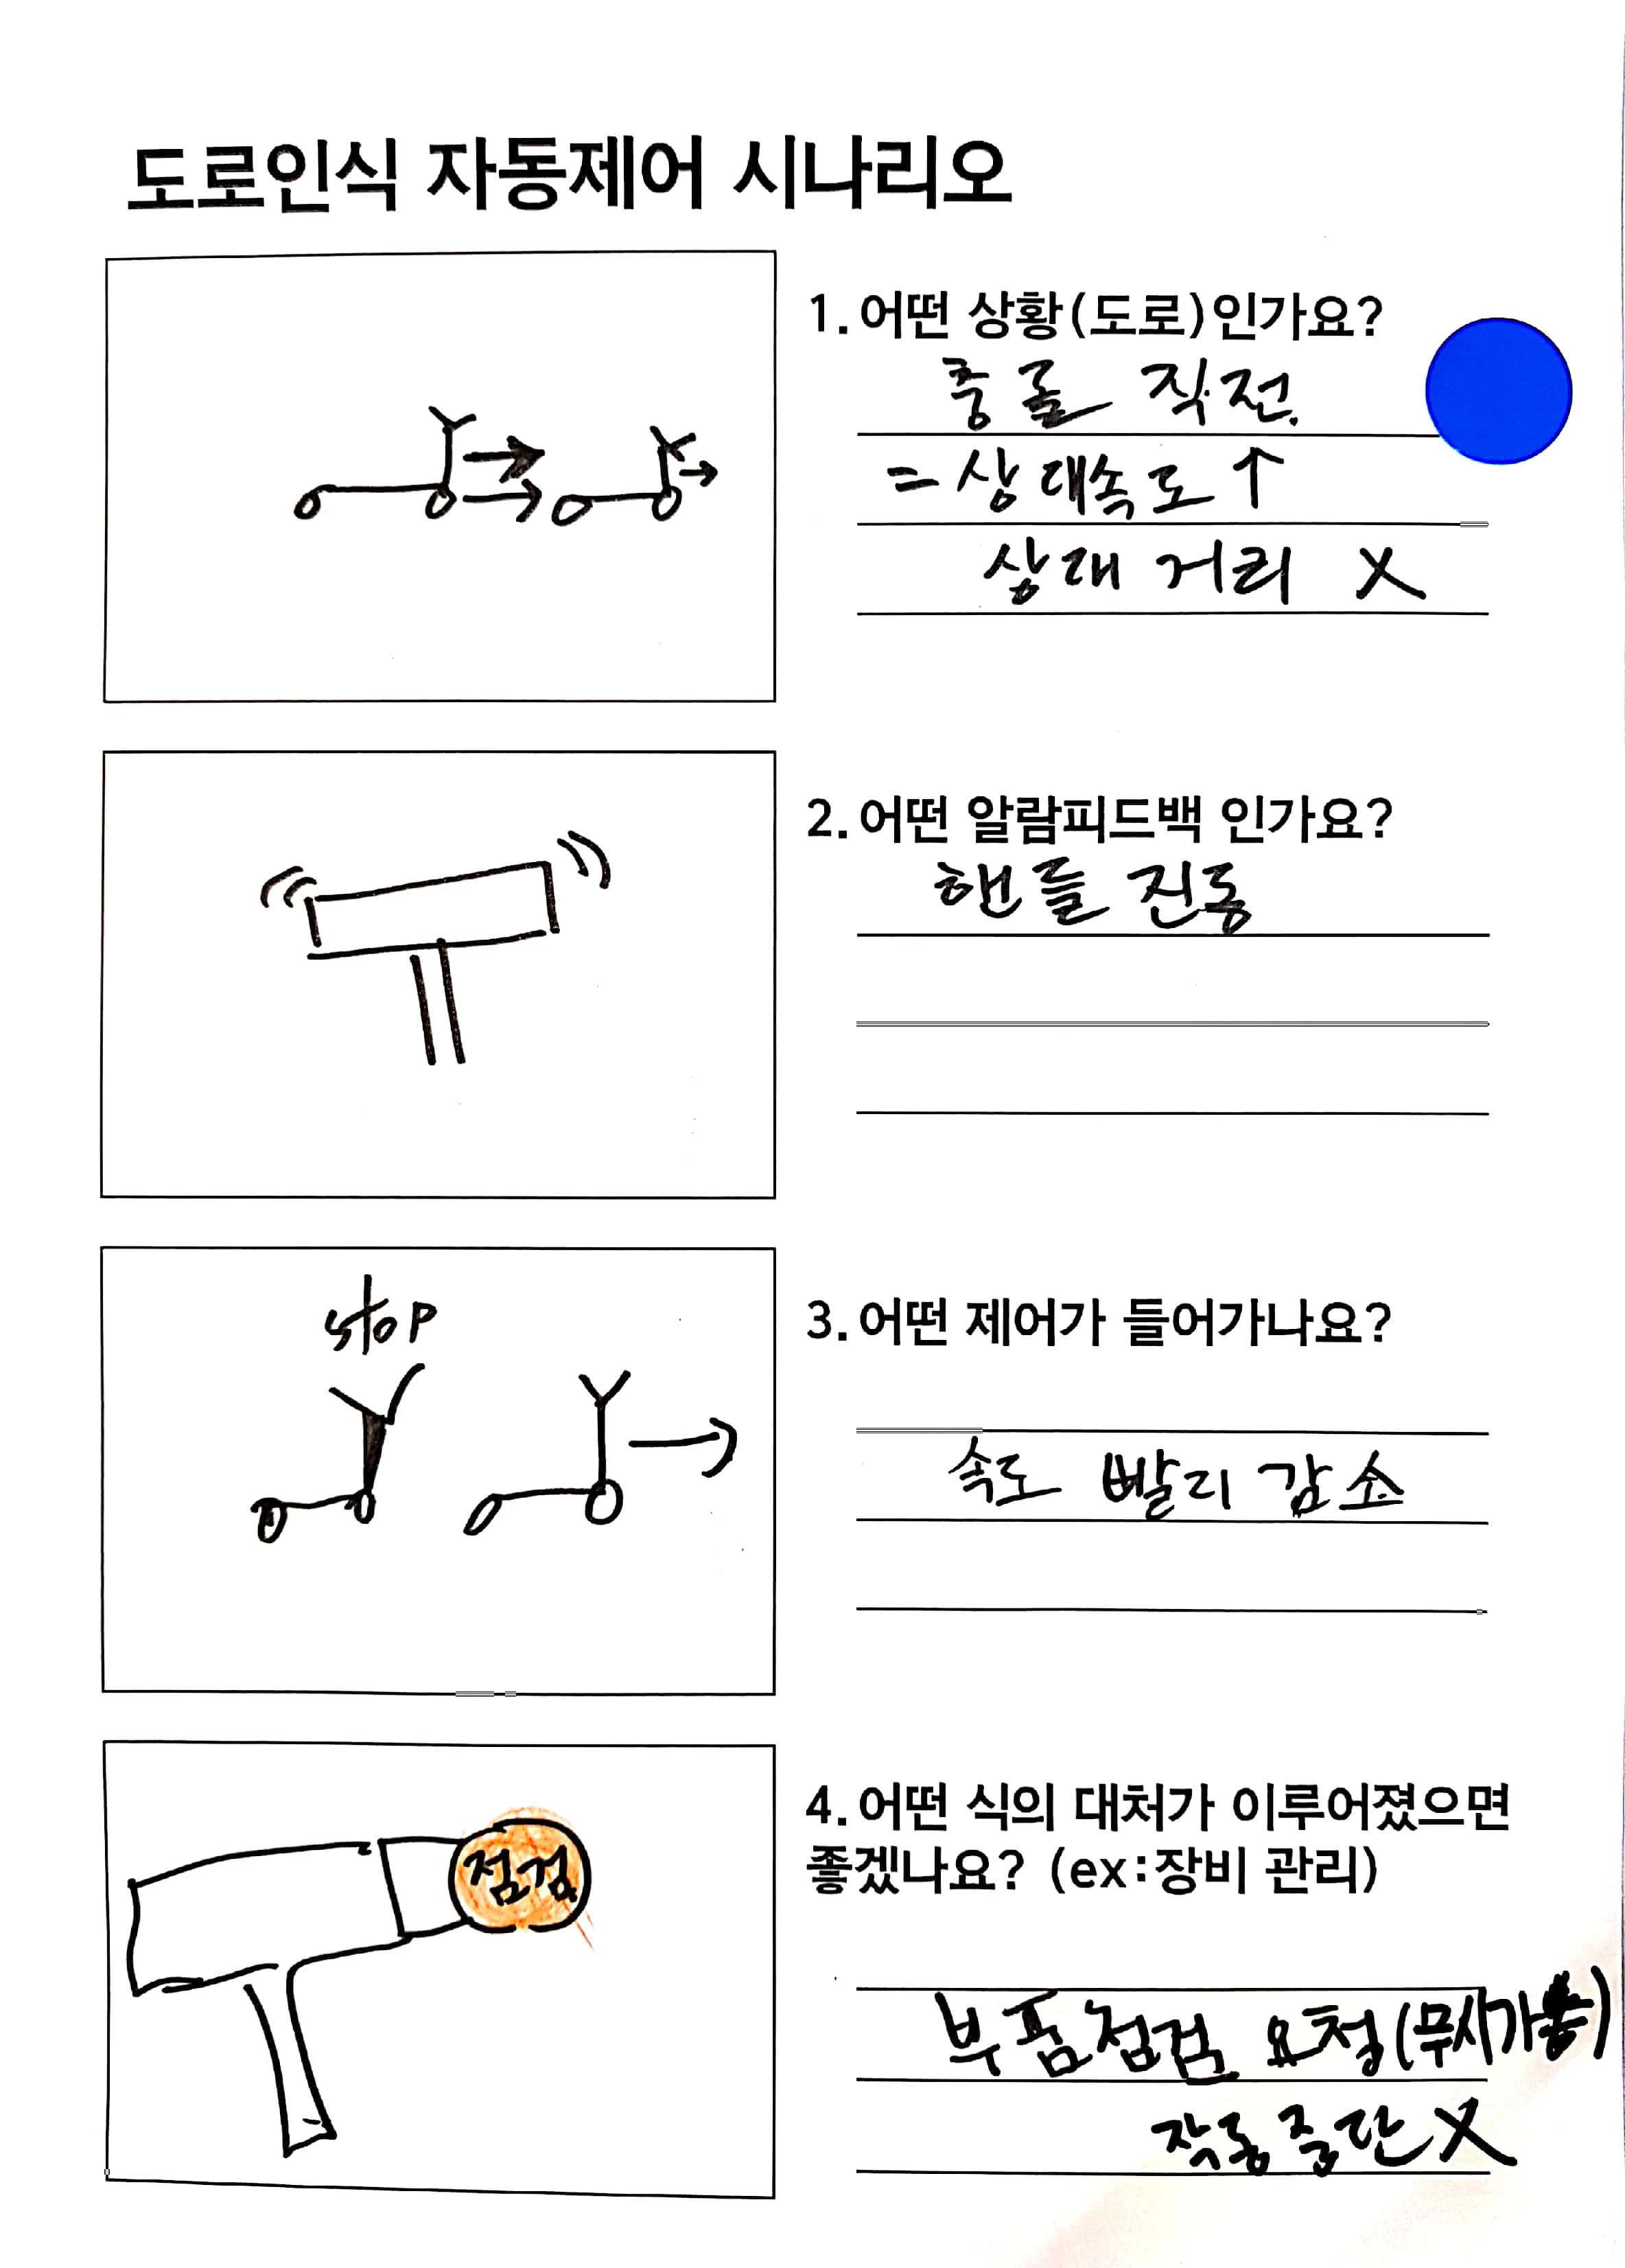 도로인식 자동제어 시나리오
1. 어떤 상황(도로)인가요?
충돌 직전.
= 상대속도 ↑
상대 거리 X
2. 어떤 알람피드백 인가요?
핸들 진동
stop
3. 어떤 제어가 들어가나요?
속도 빨리 감소
점검
4. 어떤 식의 대처가 이루어졌으면
좋겠나요? (ex:장비 관리)
부품점검 요청(무시가능)
작동중단 X